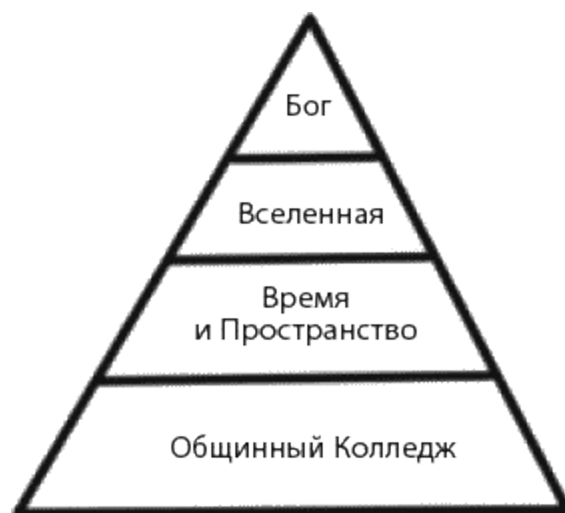 Бог
Вселенная
Время
и Пространство
Общинный Колледж